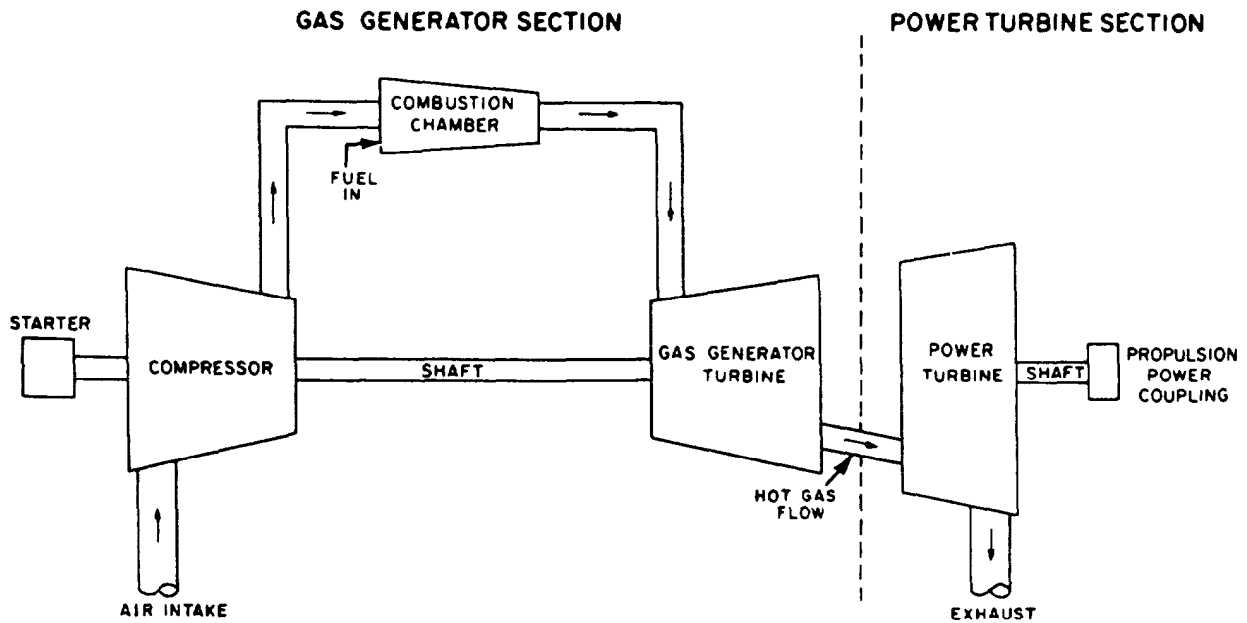 GAS GENERATOR SECTION
POWER TURBINE SECTION
COMBUSTION
CHAMBER
FUEL
IN
STARTER
COMPRESSOR
SHAFT
GAS GENERATOR
TURBINE
POWER
TURBINE
SHAFT
PROPULSION
POWER
COUPLING
HOT GAS
FLOW
AIR INTAKE
EXHAUST